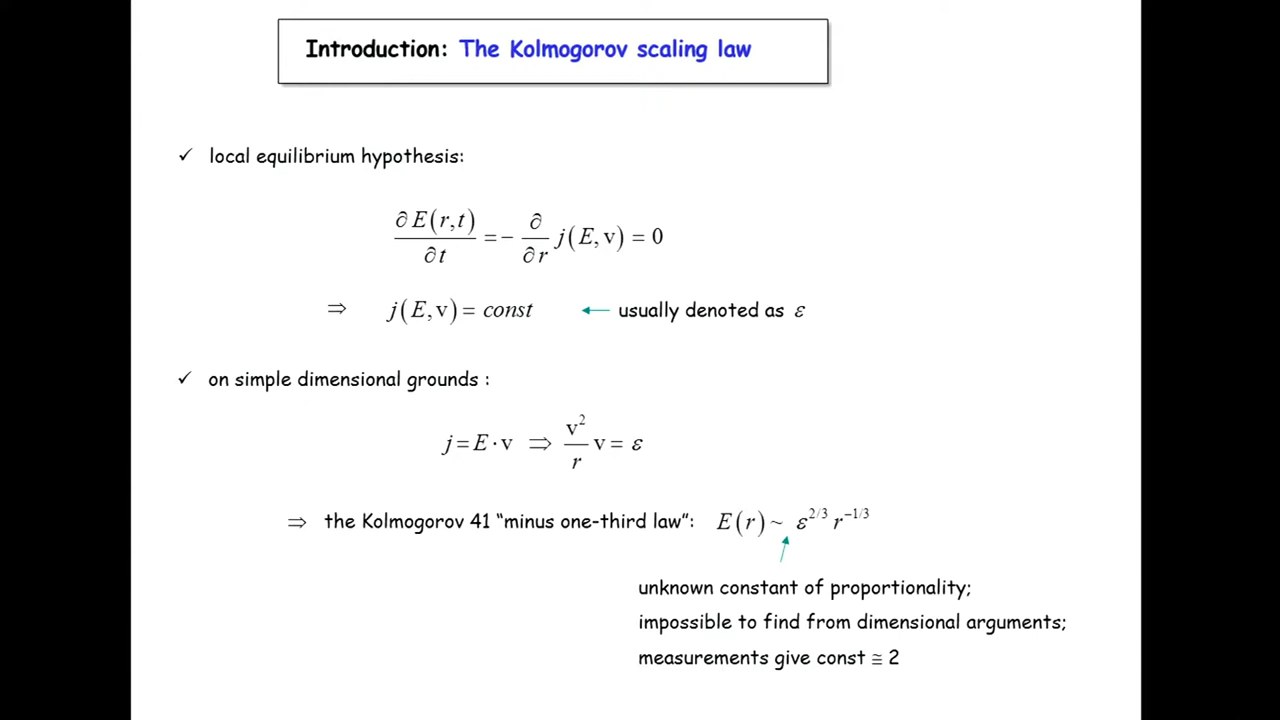 Introduction: The Kolmogorov scaling law
✓ local equilibrium hypothesis:
∂E(r,t)/∂t = − ∂/∂r j(E,v) = 0
⇒ j(E,v) = const ← usually denoted as ε
✓ on simple dimensional grounds :
j = E · v ⇒ v²/r v = ε
⇒ the Kolmogorov 41 “minus one-third law”: E(r) ~ ε^2/3 r^−1/3
unknown constant of proportionality;
impossible to find from dimensional arguments;
measurements give const ≅ 2